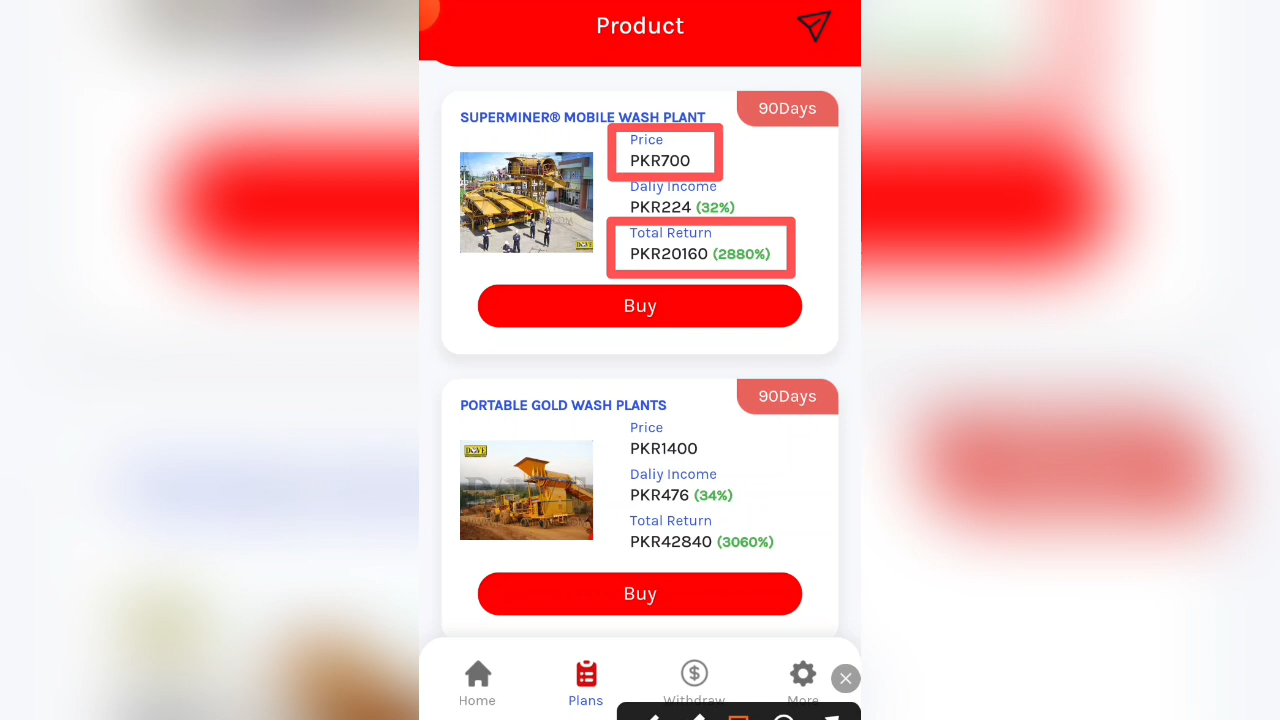 Product
90Days
SUPERMINER® MOBILE WASH PLANT
Price
PKR700
Daliy Income
PKR224 (32%)
Total Return
PKR20160 (2880%)
Buy
90Days
PORTABLE GOLD WASH PLANTS
Price
PKR1400
Daliy Income
PKR476 (34%)
Total Return
PKR42840 (3060%)
Buy
Home
Plans
Withdraw
More